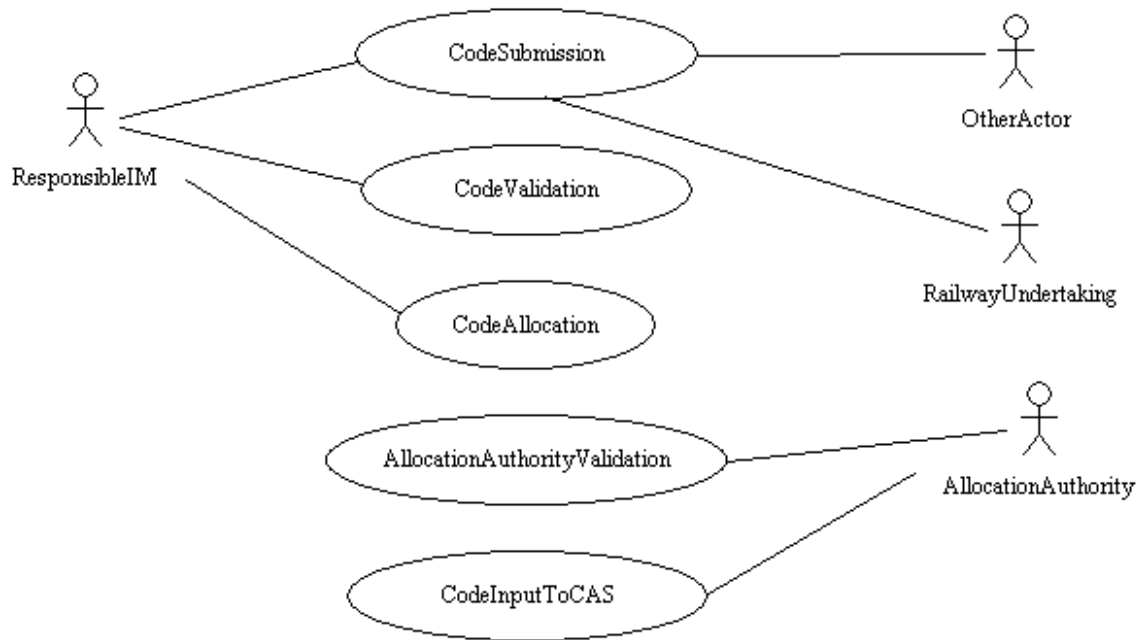 CodeSubmission
OtherActor
ResponsibleIM
CodeValidation
RailwayUndertaking
CodeAllocation
AllocationAuthorityValidation
AllocationAuthority
CodeInputToCAS